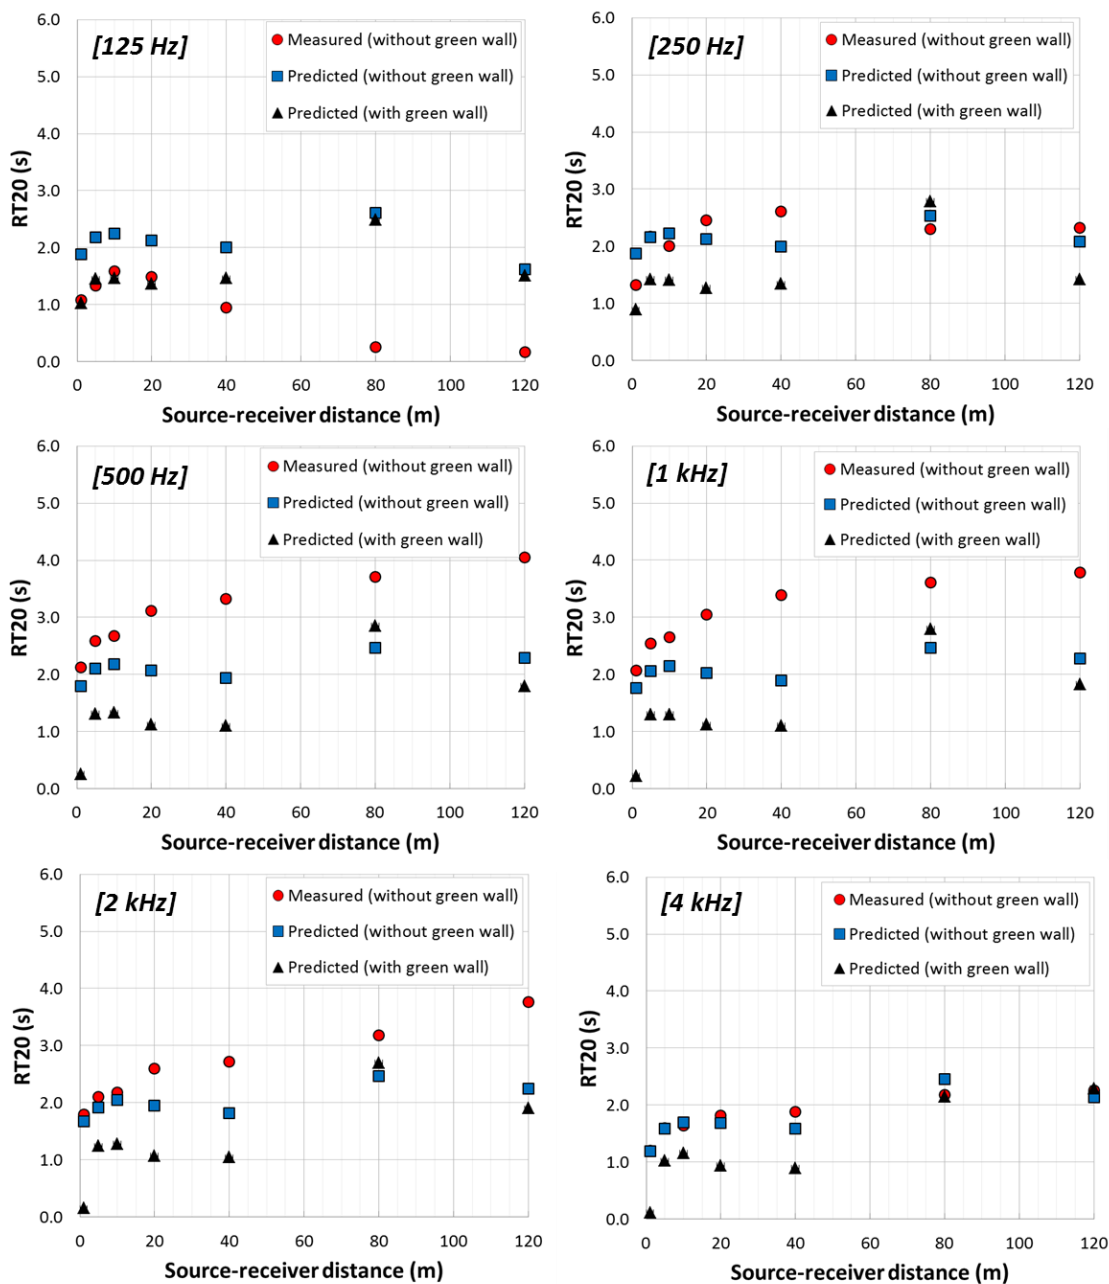 [125 Hz]
Measured (without green wall)
Predicted (without green wall)
Predicted (with green wall)
6.0
5.0
4.0
3.0
2.0
1.0
0.0
RT20 (s)
0 20 40 60 80 100 120
Source-receiver distance (m)
[250 Hz]
Measured (without green wall)
Predicted (without green wall)
Predicted (with green wall)
6.0
5.0
4.0
3.0
2.0
1.0
0.0
RT20 (s)
0 20 40 60 80 100 120
Source-receiver distance (m)
[500 Hz]
Measured (without green wall)
Predicted (without green wall)
Predicted (with green wall)
6.0
5.0
4.0
3.0
2.0
1.0
0.0
RT20 (s)
0 20 40 60 80 100 120
Source-receiver distance (m)
[1 kHz]
Measured (without green wall)
Predicted (without green wall)
Predicted (with green wall)
6.0
5.0
4.0
3.0
2.0
1.0
0.0
RT20 (s)
0 20 40 60 80 100 120
Source-receiver distance (m)
[2 kHz]
Measured (without green wall)
Predicted (without green wall)
Predicted (with green wall)
6.0
5.0
4.0
3.0
2.0
1.0
0.0
RT20 (s)
0 20 40 60 80 100 120
Source-receiver distance (m)
[4 kHz]
Measured (without green wall)
Predicted (without green wall)
Predicted (with green wall)
6.0
5.0
4.0
3.0
2.0
1.0
0.0
RT20 (s)
0 20 40 60 80 100 120
Source-receiver distance (m)